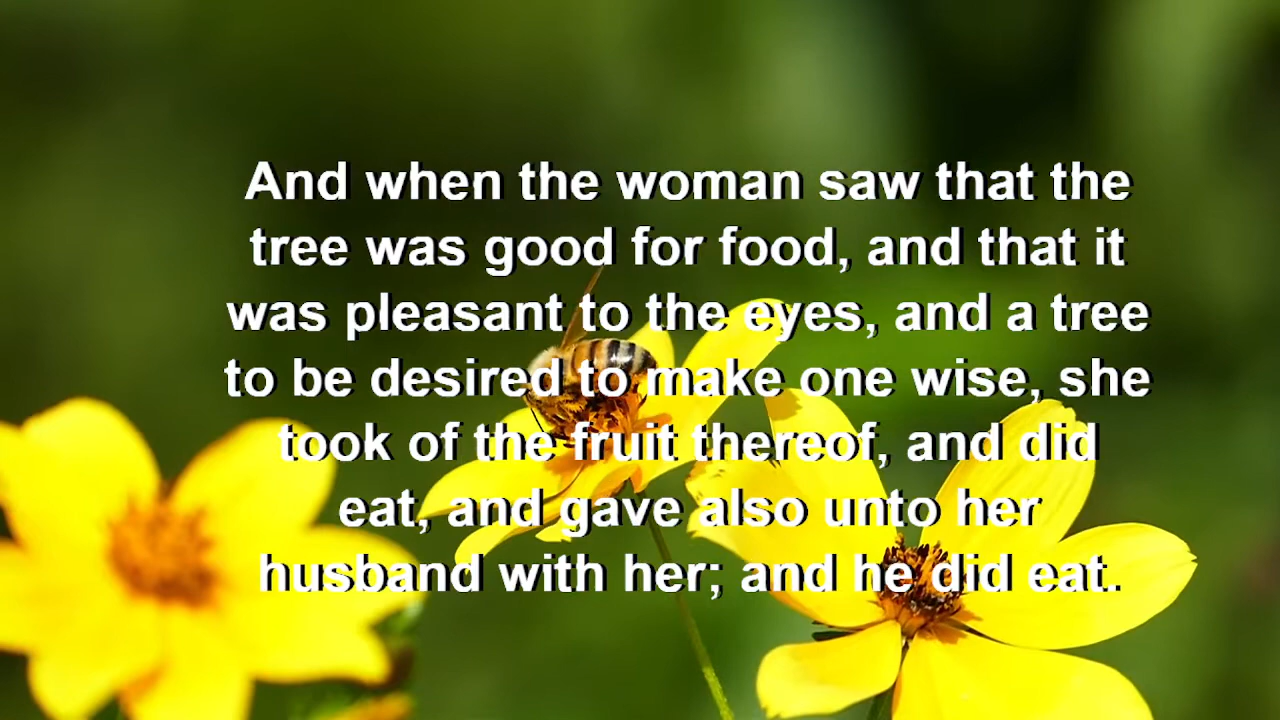 And when the woman saw that the
tree was good for food, and that it
was pleasant to the eyes, and a tree
to be desired to make one wise, she
took of the fruit thereof, and did
eat, and gave also unto her
husband with her; and he did eat.